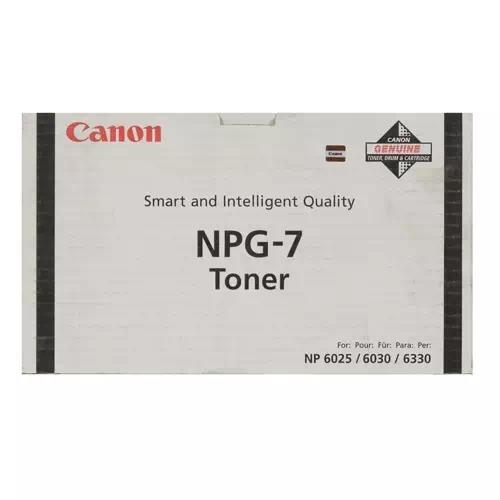 Canon
Canon
GENUINE
TONER, DRUM & CARTRIDGE
Smart and Intelligent Quality
NPG-7
Toner
For: Pour: Für: Para: Per:
NP 6025 / 6030 / 6330